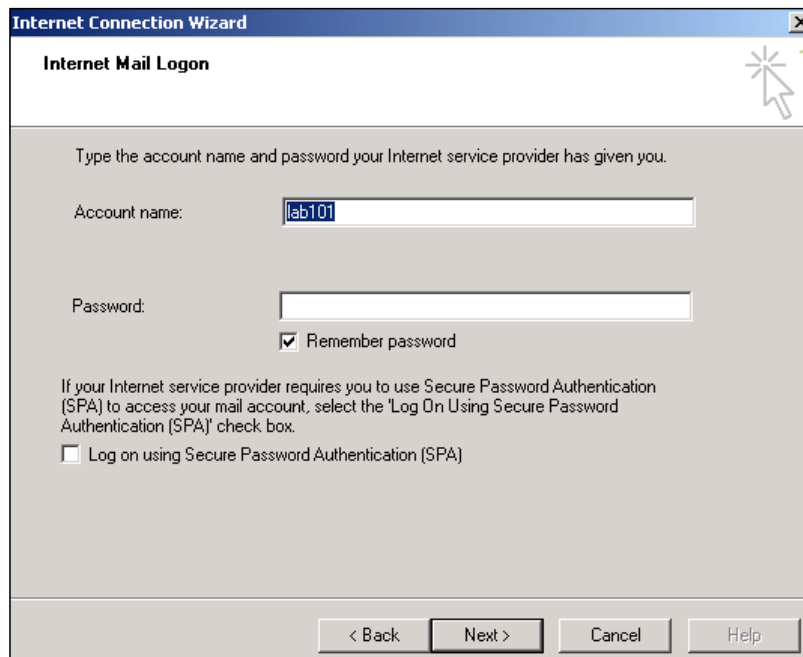 Internet Connection Wizard
Internet Mail Logon
Type the account name and password your Internet service provider has given you.
Account name: lab101
Password:
Remember password
If your Internet service provider requires you to use Secure Password Authentication
(SPA) to access your mail account, select the 'Log On Using Secure Password
Authentication (SPA)' check box.
Log on using Secure Password Authentication (SPA)
< Back Next > Cancel Help